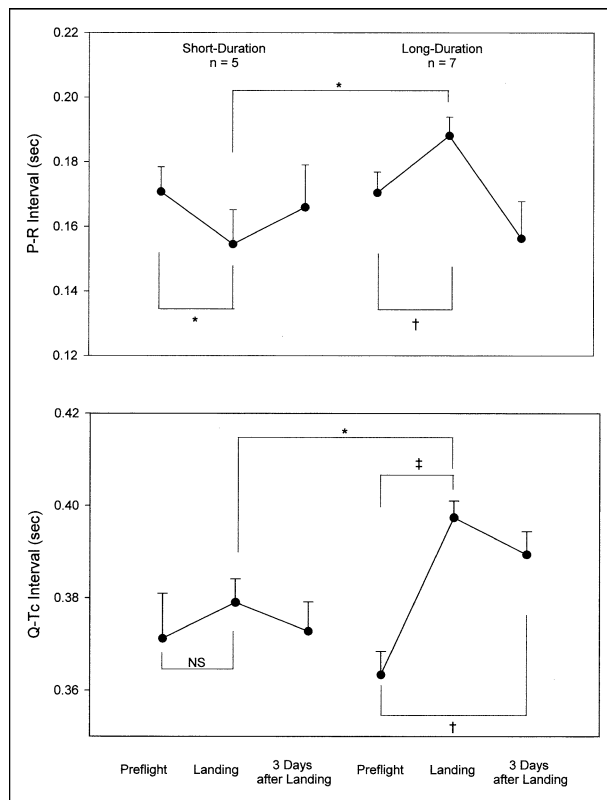 0.22
Short-Duration
n = 5
Long-Duration
n = 7
*
0.20
0.18
0.16
0.14
0.12
P-R Interval (sec)
*
†
0.42
*
‡
0.40
0.38
0.36
Q-Tc Interval (sec)
NS
†
Preflight
Landing
3 Days
after Landing
Preflight
Landing
3 Days
after Landing